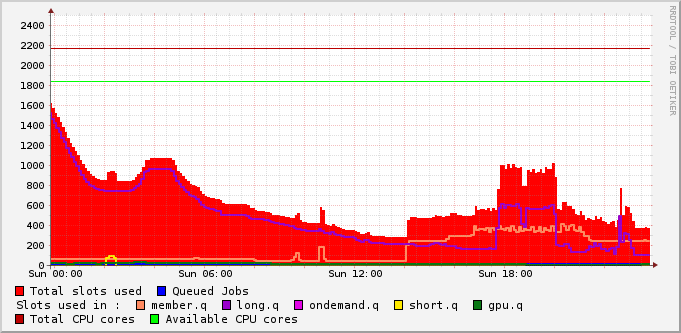 RRDTOOL / TOBI OETIKER
2400
2200
2000
1800
1600
1400
1200
1000
800
600
400
200
0
Sun 00:00 Sun 06:00 Sun 12:00 Sun 18:00
Total slots used Queued Jobs
Slots used in : member.q long.q ondemand.q short.q gpu.q
Total CPU cores Available CPU cores